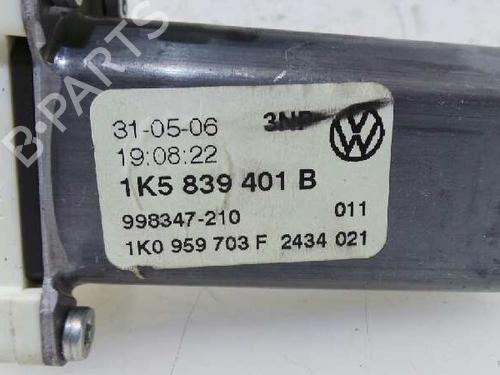 31-05-06 3NP
19:08:22
1K5 839 401 B
998347-210 011
1K0 959 703 F 2434 021
B-PARTS